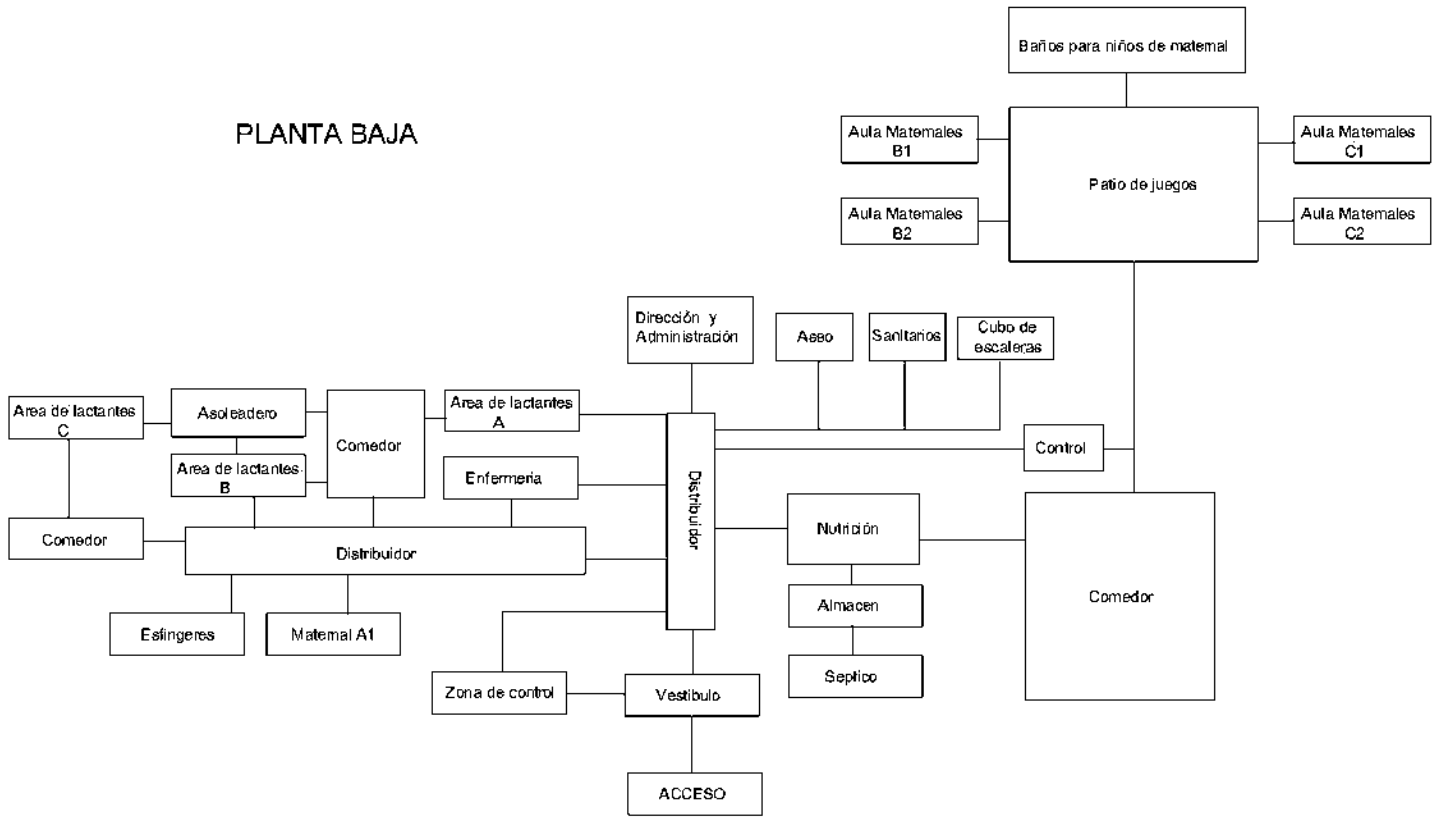 Baños para niños de maternal
PLANTA BAJA
Aula Maternales
B1
Aula Maternales
C1
Patio de juegos
Aula Maternales
B2
Aula Maternales
C2
Dirección y
Administración
Aseo
Sanitarios
Cubo de
escaleras
Area de lactantes
C
Asoleadero
Comedor
Area de lactantes
A
Control
Area de lactantes
B
Enfermeria
Distribuidor
Nutrición
Comedor
Distribuidor
Comedor
Almacen
Esfingeres
Maternal A1
Septico
Zona de control
Vestibulo
ACCESO